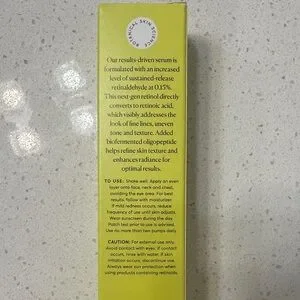 BOTANICAL SKIN SCIENCE
Our results-driven serum is
formulated with an increased
level of sustained-release
retinaldehyde at 0.15%.
This next-gen retinol directly
converts to retinoic acid,
which visibly addresses the
look of fine lines, uneven
tone and texture. Added
biofermented oligopeptide
helps refine skin texture and
enhances radiance for
optimal results.
TO USE: Shake well. Apply an even
layer onto face, neck and chest,
avoiding the eye area. For best
results, follow with moisturizer.
If mild redness occurs, reduce
frequency of use until skin adjusts.
Wear sunscreen during the day.
Patch test prior to use is advised.
Use no more than two pumps daily.
CAUTION: For external use only.
Avoid contact with eyes; if contact
occurs, rinse with water. If skin
irritation occurs, discontinue use.
Always wear sun protection when
using products containing retinoids.